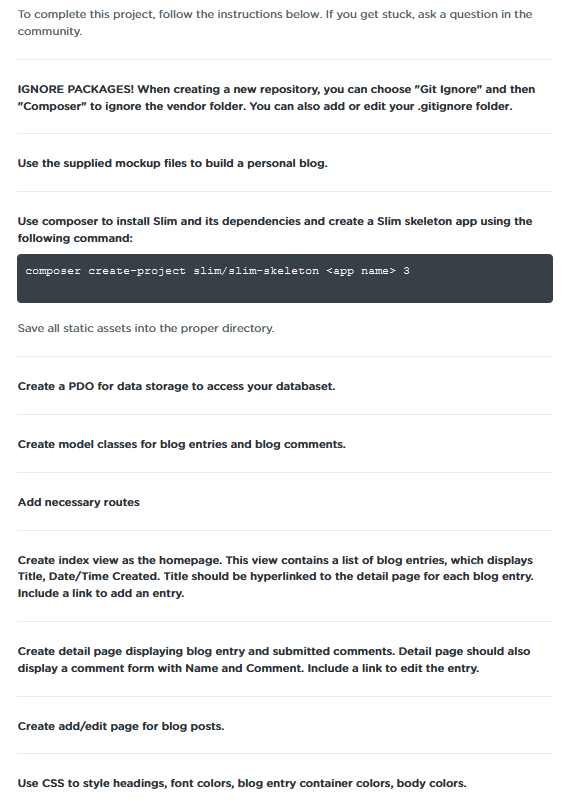 To complete this project, follow the instructions below. If you get stuck, ask a question in the
community.
IGNORE PACKAGES! When creating a new repository, you can choose "Git Ignore" and then
"Composer" to ignore the vendor folder. You can also add or edit your .gitignore folder.
Use the supplied mockup files to build a personal blog.
Use composer to install Slim and its dependencies and create a Slim skeleton app using the
following command:
composer create-project slim/slim-skeleton <app name> 3
Save all static assets into the proper directory.
Create a PDO for data storage to access your databaset.
Create model classes for blog entries and blog comments.
Add necessary routes
Create index view as the homepage. This view contains a list of blog entries, which displays
Title, Date/Time Created. Title should be hyperlinked to the detail page for each blog entry.
Include a link to add an entry.
Create detail page displaying blog entry and submitted comments. Detail page should also
display a comment form with Name and Comment. Include a link to edit the entry.
Create add/edit page for blog posts.
Use CSS to style headings, font colors, blog entry container colors, body colors.